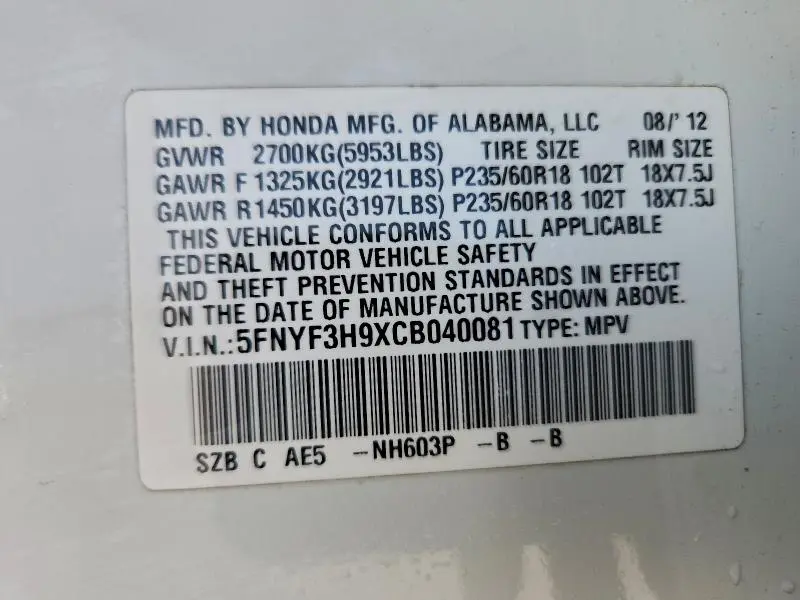 MFD. BY HONDA MFG. OF ALABAMA, LLC 08/'12
GVWR 2700KG(5953LBS) TIRE SIZE RIM SIZE
GAWR F1325KG(2921LBS) P235/60R18 102T 18X7.5J
GAWR R1450KG(3197LBS) P235/60R18 102T 18X7.5J
THIS VEHICLE CONFORMS TO ALL APPLICABLE
FEDERAL MOTOR VEHICLE SAFETY
AND THEFT PREVENTION STANDARDS IN EFFECT
ON THE DATE OF MANUFACTURE SHOWN ABOVE.
V.I.N.:5FNYF3H9XCB040081 TYPE: MPV
SZB C AE5 -NH603P -B -B